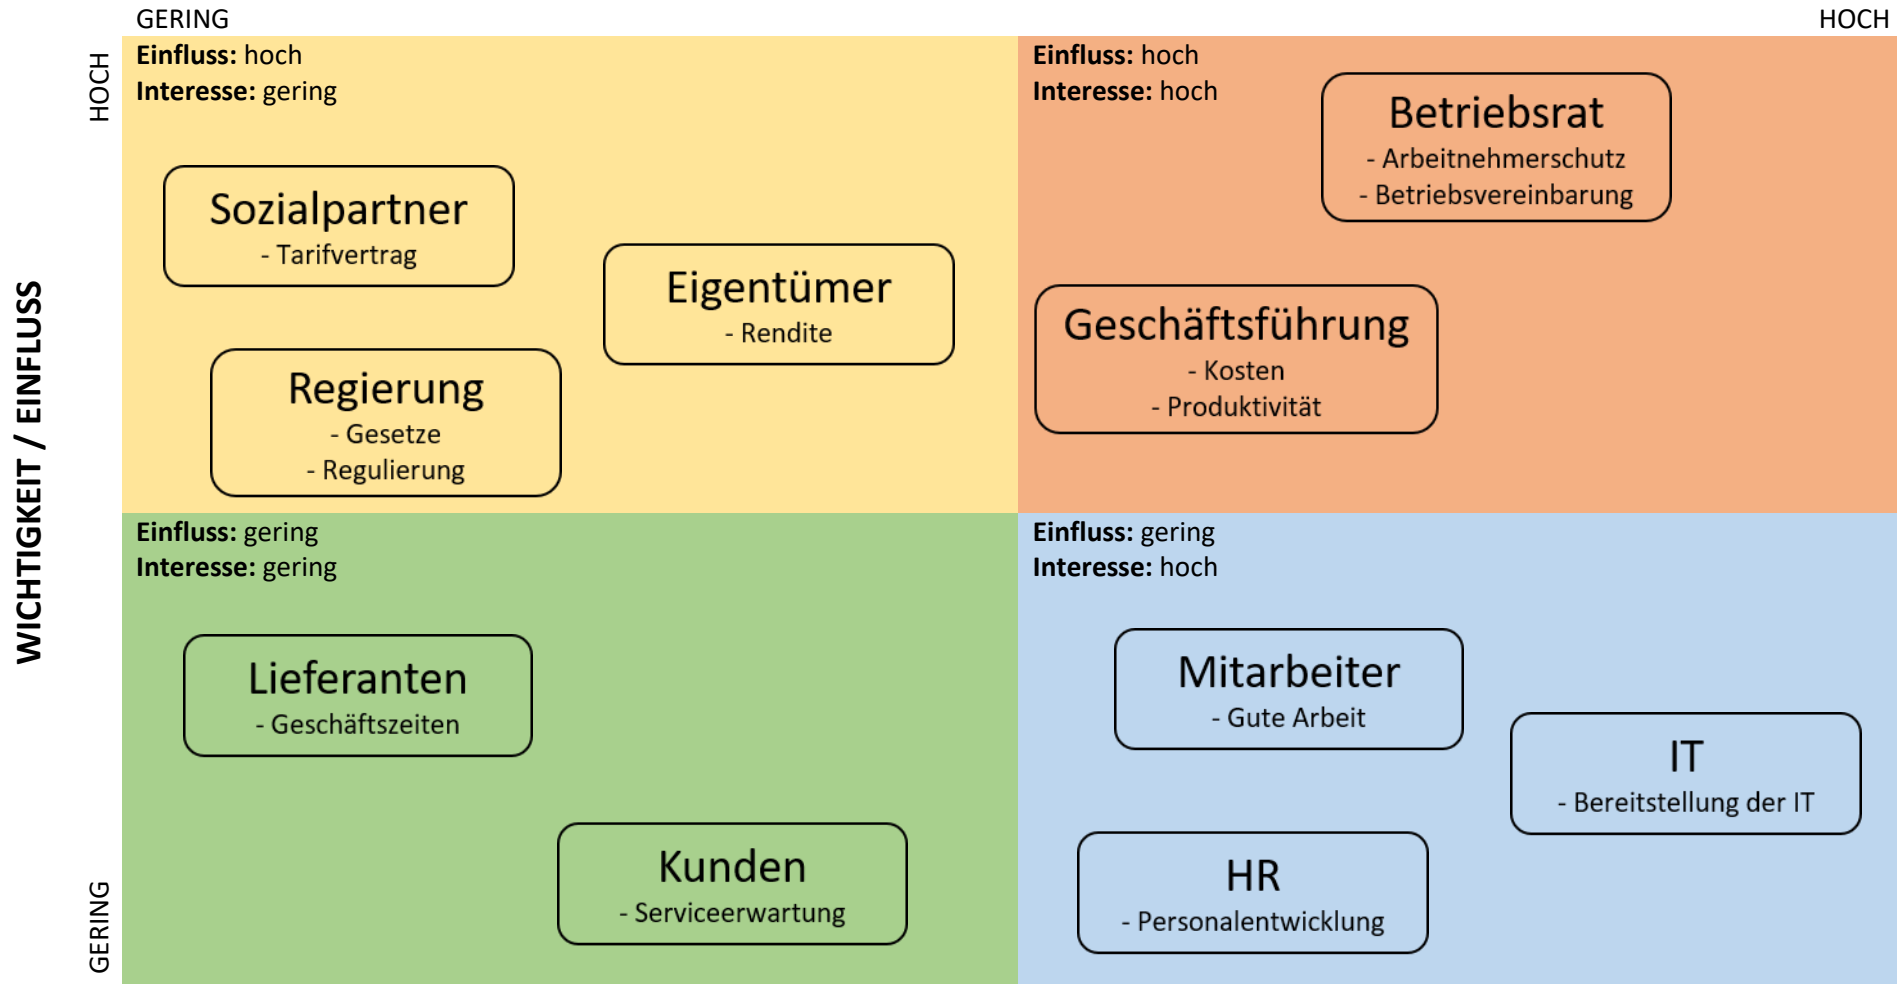 GERING
HOCH
HOCH
WICHTIGKEIT / EINFLUSS
GERING
Einfluss: hoch
Interesse: gering
Sozialpartner
- Tarifvertrag
Eigentümer
- Rendite
Regierung
- Gesetze
- Regulierung
Einfluss: hoch
Interesse: hoch
Betriebsrat
- Arbeitnehmerschutz
- Betriebsvereinbarung
Geschäftsführung
- Kosten
- Produktivität
Einfluss: gering
Interesse: gering
Lieferanten
- Geschäftszeiten
Kunden
- Serviceerwartung
Einfluss: gering
Interesse: hoch
Mitarbeiter
- Gute Arbeit
IT
- Bereitstellung der IT
HR
- Personalentwicklung